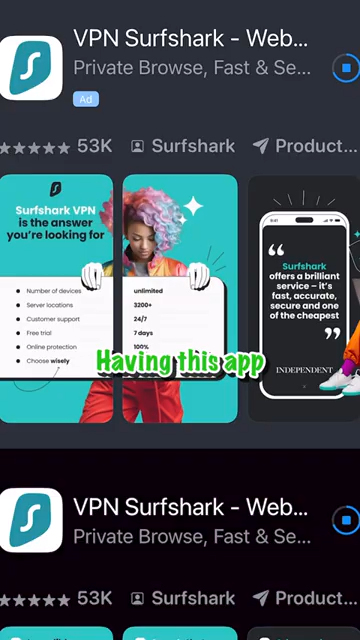 VPN Surfshark - Web...
Private Browse, Fast & Se...
Ad
53K
Surfshark
Product...
Surfshark VPN
is the answer
you're looking for
Number of devices unlimited
Server locations 3200+
Customer support 24/7
Free trial 7 days
Online protection 100%
Choose wisely
Surfshark
offers a brilliant
service – it's
fast, accurate,
secure and one
of the cheapest
INDEPENDENT
Having this app
VPN Surfshark - Web...
Private Browse, Fast & Se...
53K
Surfshark
Product...